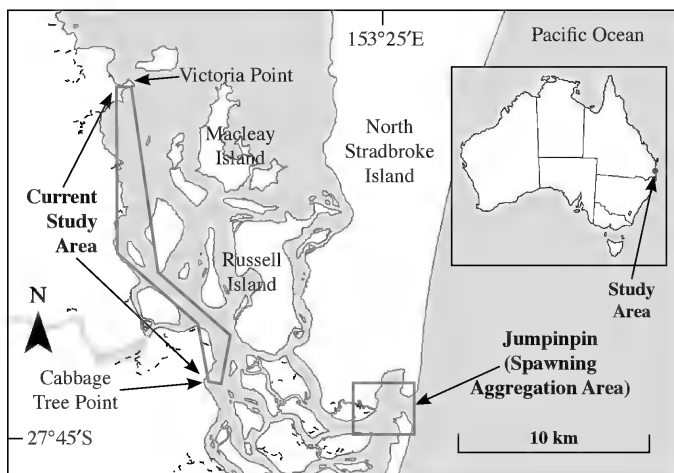 153°25′E
Pacific Ocean
Victoria Point
Macleay
Island
North
Stradbroke
Island
Current
Study
Area
Russell
Island
Study
Area
N
Jumpinpin
(Spawning
Aggregation Area)
Cabbage
Tree Point
27°45′S
10 km